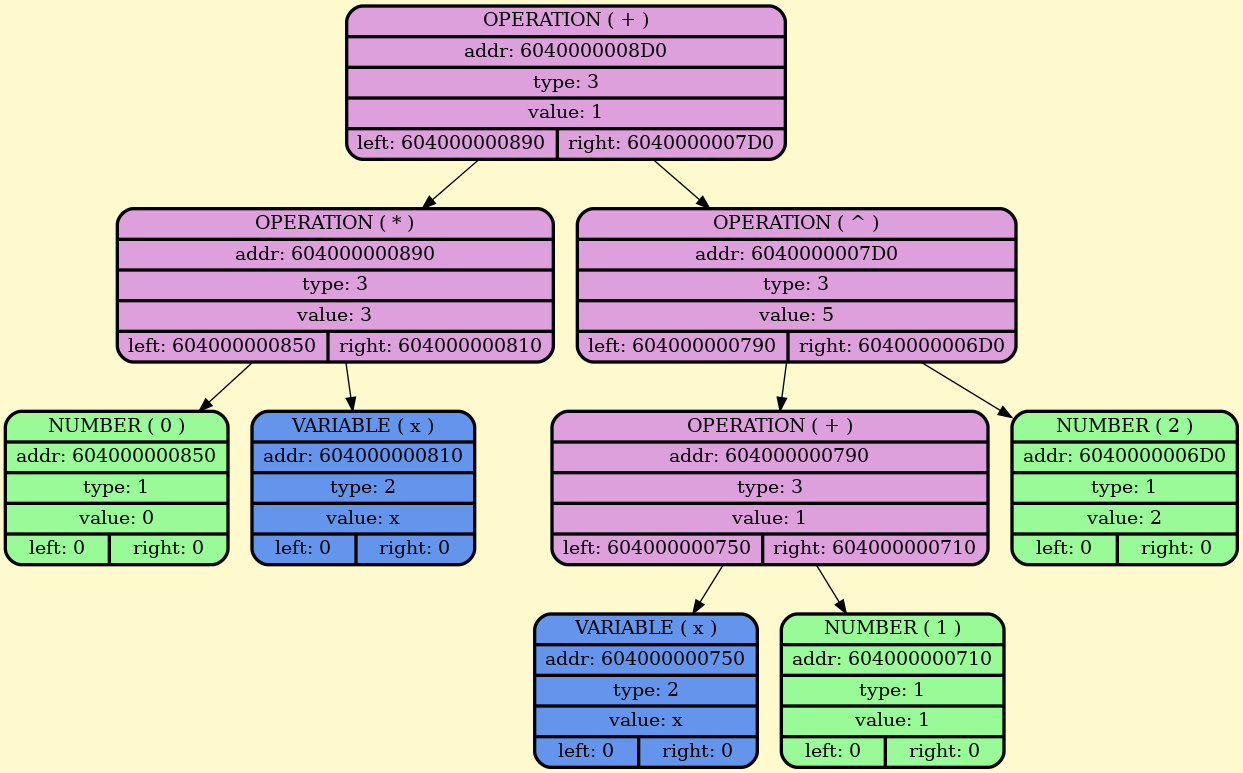 OPERATION ( + )
addr: 6040000008D0
type: 3
value: 1
left: 604000000890
right: 6040000007D0
OPERATION ( * )
addr: 604000000890
type: 3
value: 3
left: 604000000850
right: 604000000810
OPERATION ( ^ )
addr: 6040000007D0
type: 3
value: 5
left: 604000000790
right: 6040000006D0
NUMBER ( 0 )
addr: 604000000850
type: 1
value: 0
left: 0
right: 0
VARIABLE ( x )
addr: 604000000810
type: 2
value: x
left: 0
right: 0
OPERATION ( + )
addr: 604000000790
type: 3
value: 1
left: 604000000750
right: 604000000710
NUMBER ( 2 )
addr: 6040000006D0
type: 1
value: 2
left: 0
right: 0
VARIABLE ( x )
addr: 604000000750
type: 2
value: x
left: 0
right: 0
NUMBER ( 1 )
addr: 604000000710
type: 1
value: 1
left: 0
right: 0